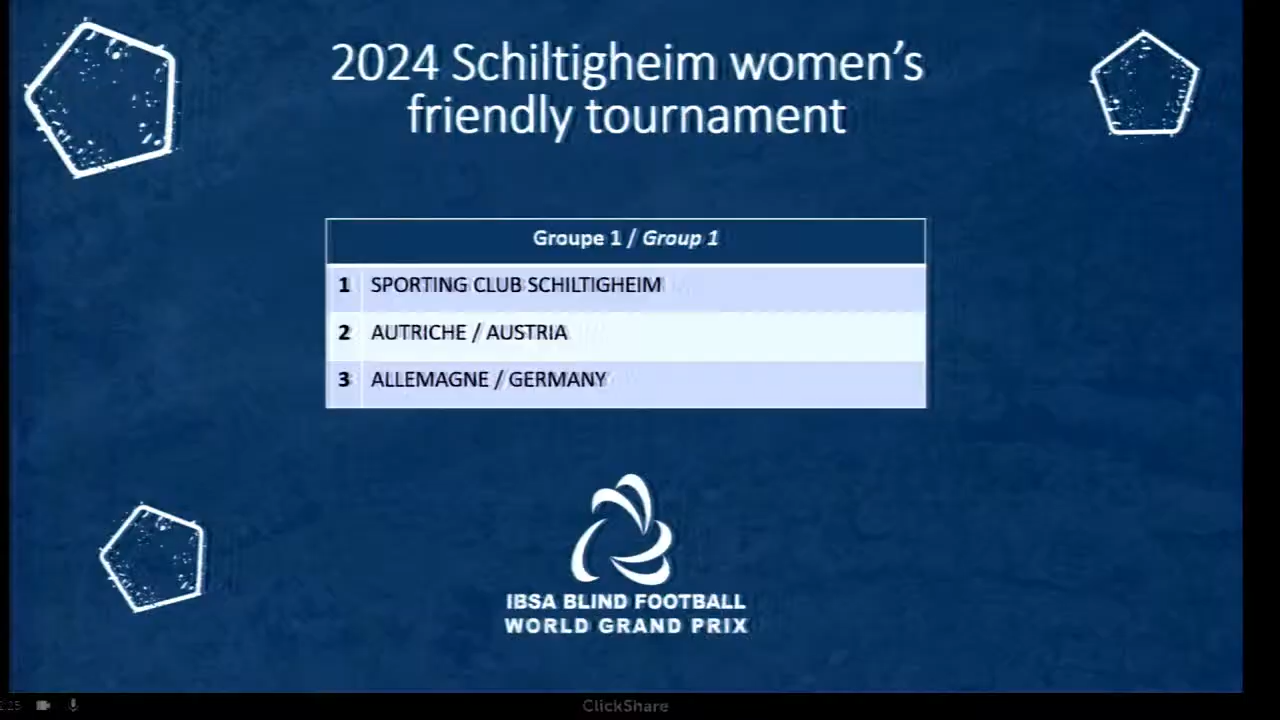 2024 Schiltigheim women's
friendly tournament
Groupe 1 / Group 1
1 SPORTING CLUB SCHILTIGHEIM
2 AUTRICHE / AUSTRIA
3 ALLEMAGNE / GERMANY
IBSA BLIND FOOTBALL
WORLD GRAND PRIX
ClickShare